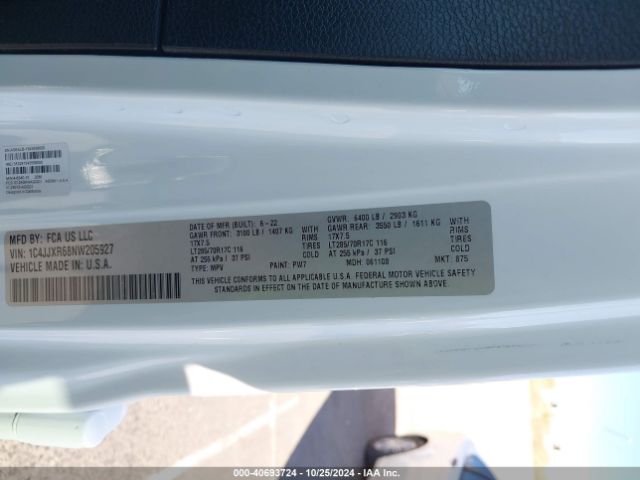 MFD BY: FCA US LLC
DATE OF MFR (BUILT): 6-22
GVWR: 6400 LB / 2903 KG
GAWR FRONT: 3100 LB / 1407 KG WITH
GAWR REAR: 3550 LB / 1611 KG WITH
17X7.5 RIMS
17X7.5 RIMS
LT285/70R17C 116 TIRES
LT285/70R17C 116 TIRES
AT 255 kPa / 37 PSI COLD
AT 255 kPa / 37 PSI COLD
VIN: 1C4JJXR68NW205927
TYPE: MPV PAINT: PW7 MDH: 061108 MKT: 875
VEHICLE MADE IN U.S.A.
THIS VEHICLE CONFORMS TO ALL APPLICABLE U.S.A. FEDERAL MOTOR VEHICLE SAFETY
STANDARDS IN EFFECT ON THE DATE OF MANUFACTURE SHOWN ABOVE.
000-40693724 | 10/25/2024 | IAA Inc.